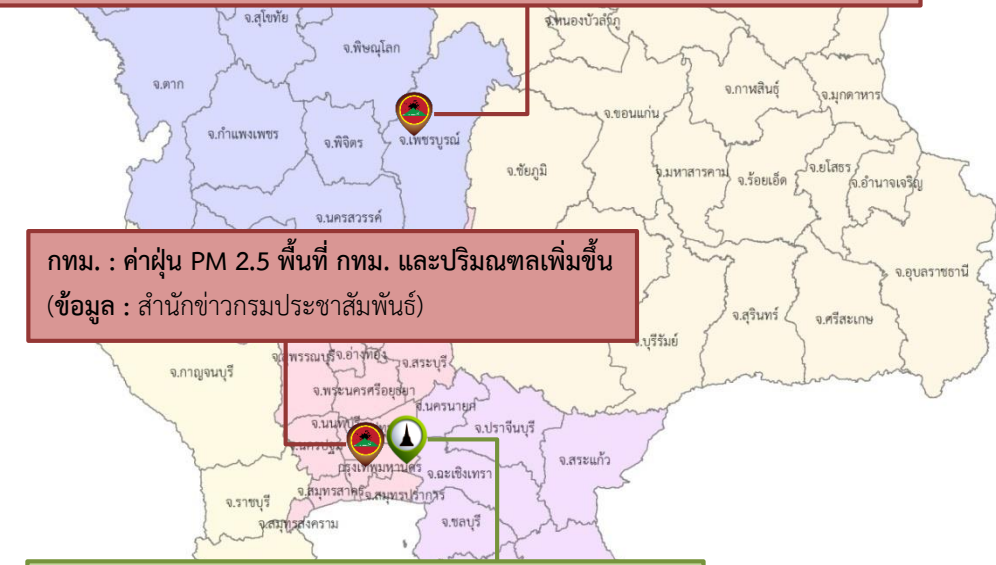 จ.สุโขทัย
จ.หนองบัวลำภู
จ.พิษณุโลก
จ.ตาก
จ.กาฬสินธุ์
จ.มุกดาหาร
จ.ขอนแก่น
จ.กำแพงเพชร
จ.พิจิตร
จ.เพชรบูรณ์
จ.ชัยภูมิ
จ.มหาสารคาม
จ.ร้อยเอ็ด
จ.ยโสธร
จ.อำนาจเจริญ
จ.นครสวรรค์
กทม. : ค่าฝุ่น PM 2.5 พื้นที่ กทม. และปริมณฑลเพิ่มขึ้น
(ข้อมูล : สำนักข่าวกรมประชาสัมพันธ์)
จ.อุบลราชธานี
จ.สุรินทร์
จ.ศรีสะเกษ
จ.บุรีรัมย์
จ.อ่างทอง
จ.สระบุรี
จ.กาญจนบุรี
จ.พระนครศรีอยุธยา
จ.นครนายก
จ.ปราจีนบุรี
จ.สระแก้ว
กรุงเทพมหานคร
จ.ฉะเชิงเทรา
จ.ราชบุรี
จ.สมุทรสาคร
จ.สมุทรปราการ
จ.สมุทรสงคราม
จ.ชลบุรี